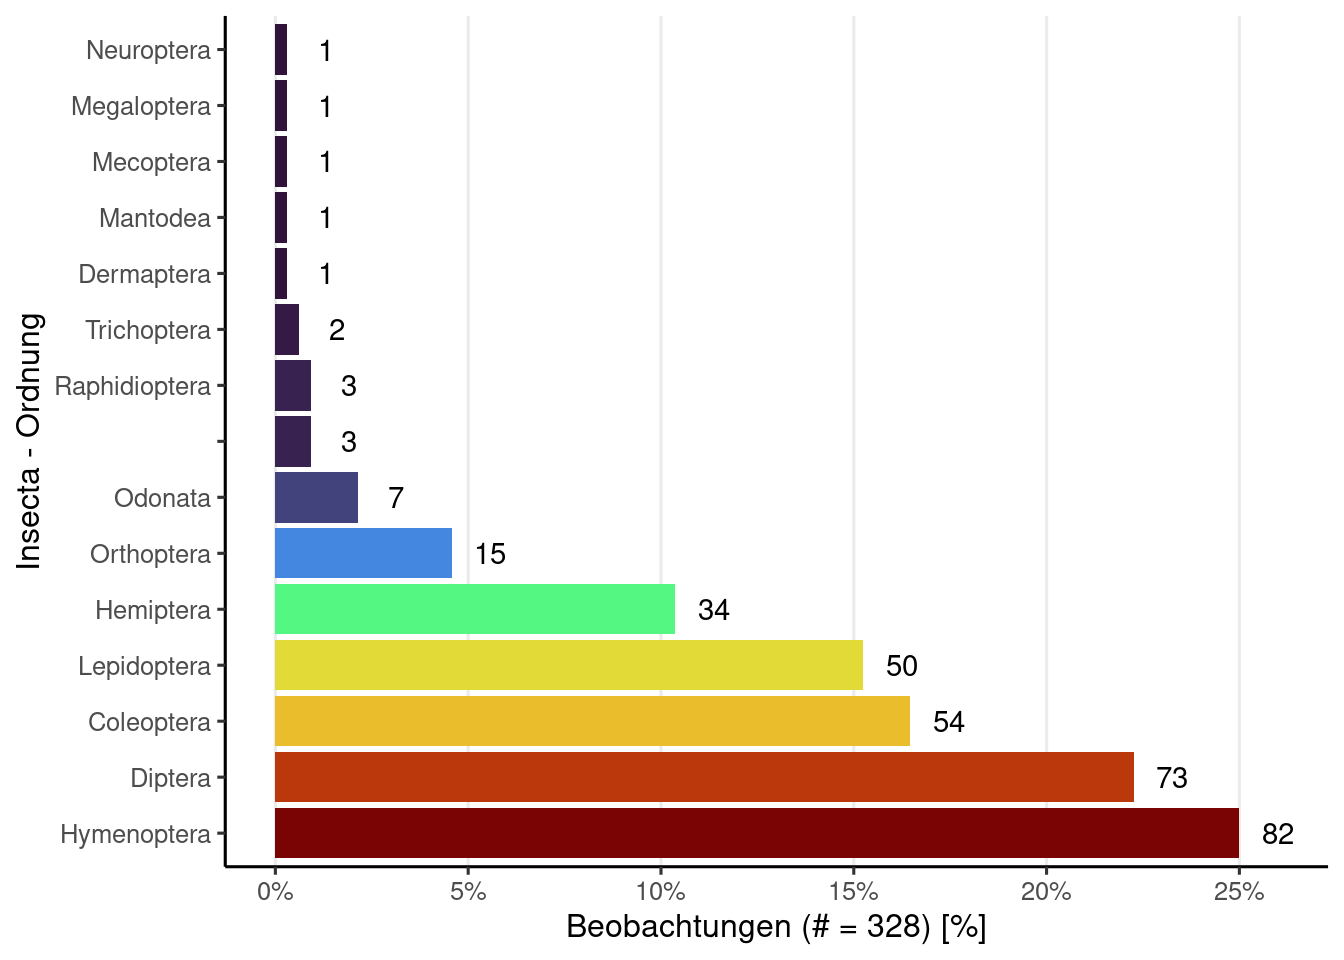 Insecta - Ordnung
Neuroptera 1
Megaloptera 1
Mecoptera 1
Mantodea 1
Dermaptera 1
Trichoptera 2
Raphidioptera 3
3
Odonata 7
Orthoptera 15
Hemiptera 34
Lepidoptera 50
Coleoptera 54
Diptera 73
Hymenoptera 82
0% 5% 10% 15% 20% 25%
Beobachtungen (# = 328) [%]